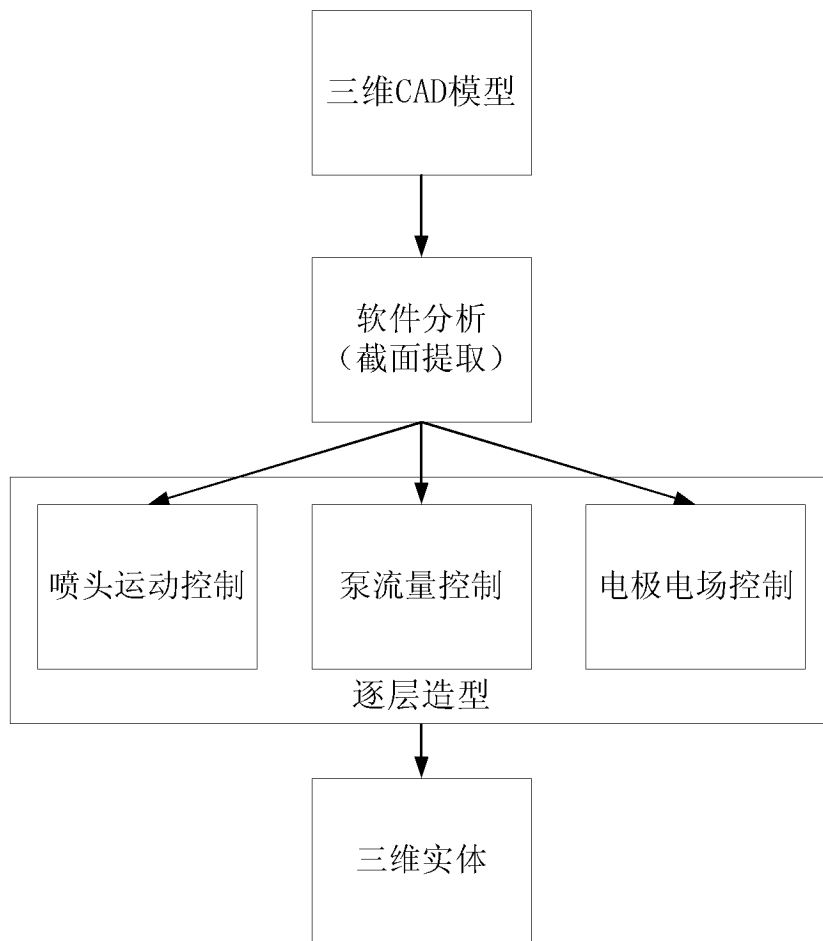 三维CAD模型
软件分析
（截面提取）
喷头运动控制
泵流量控制
电极电场控制
逐层造型
三维实体